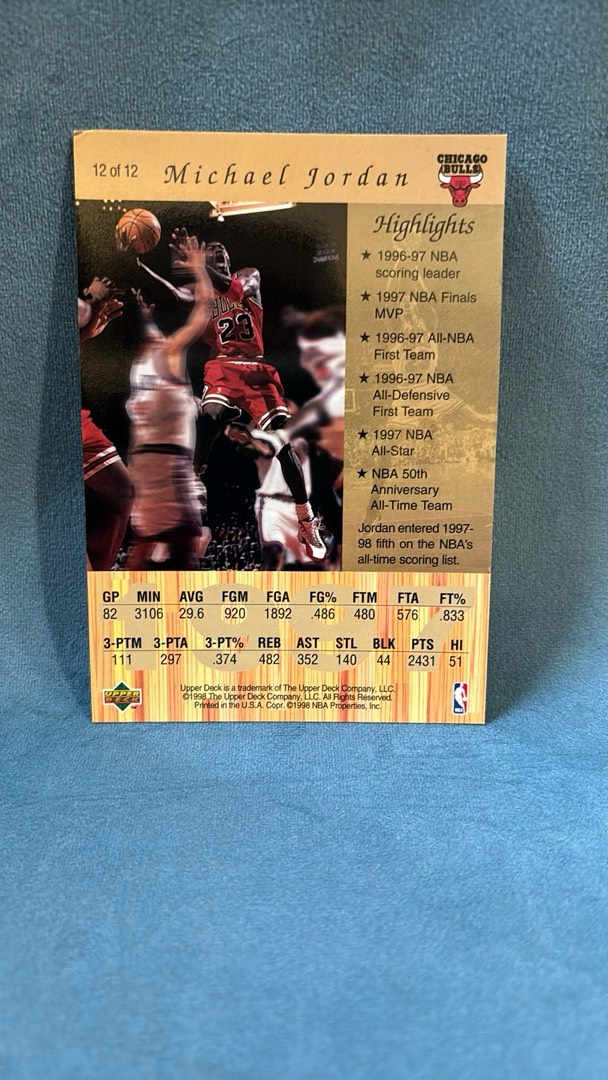 12 of 12 Michael Jordan CHICAGO BULLS
Highlights
★ 1996-97 NBA
scoring leader
★ 1997 NBA Finals
MVP
★ 1996-97 All-NBA
First Team
★ 1996-97 NBA
All-Defensive
First Team
★ 1997 NBA
All-Star
★ NBA 50th
Anniversary
All-Time Team
Jordan entered 1997-
98 fifth on the NBA's
all-time scoring list.
BULLS
23
GP MIN AVG FGM FGA FG% FTM FTA FT%
82 3106 29.6 920 1892 .486 480 576 .833
3-PTM 3-PTA 3-PT% REB AST STL BLK PTS HI
111 297 .374 482 352 140 44 2431 51
UPPER DECK
Upper Deck is a trademark of The Upper Deck Company, LLC.
©1998 The Upper Deck Company, LLC. All Rights Reserved.
Printed in the U.S.A. Copr. ©1998 NBA Properties, Inc.
NBA